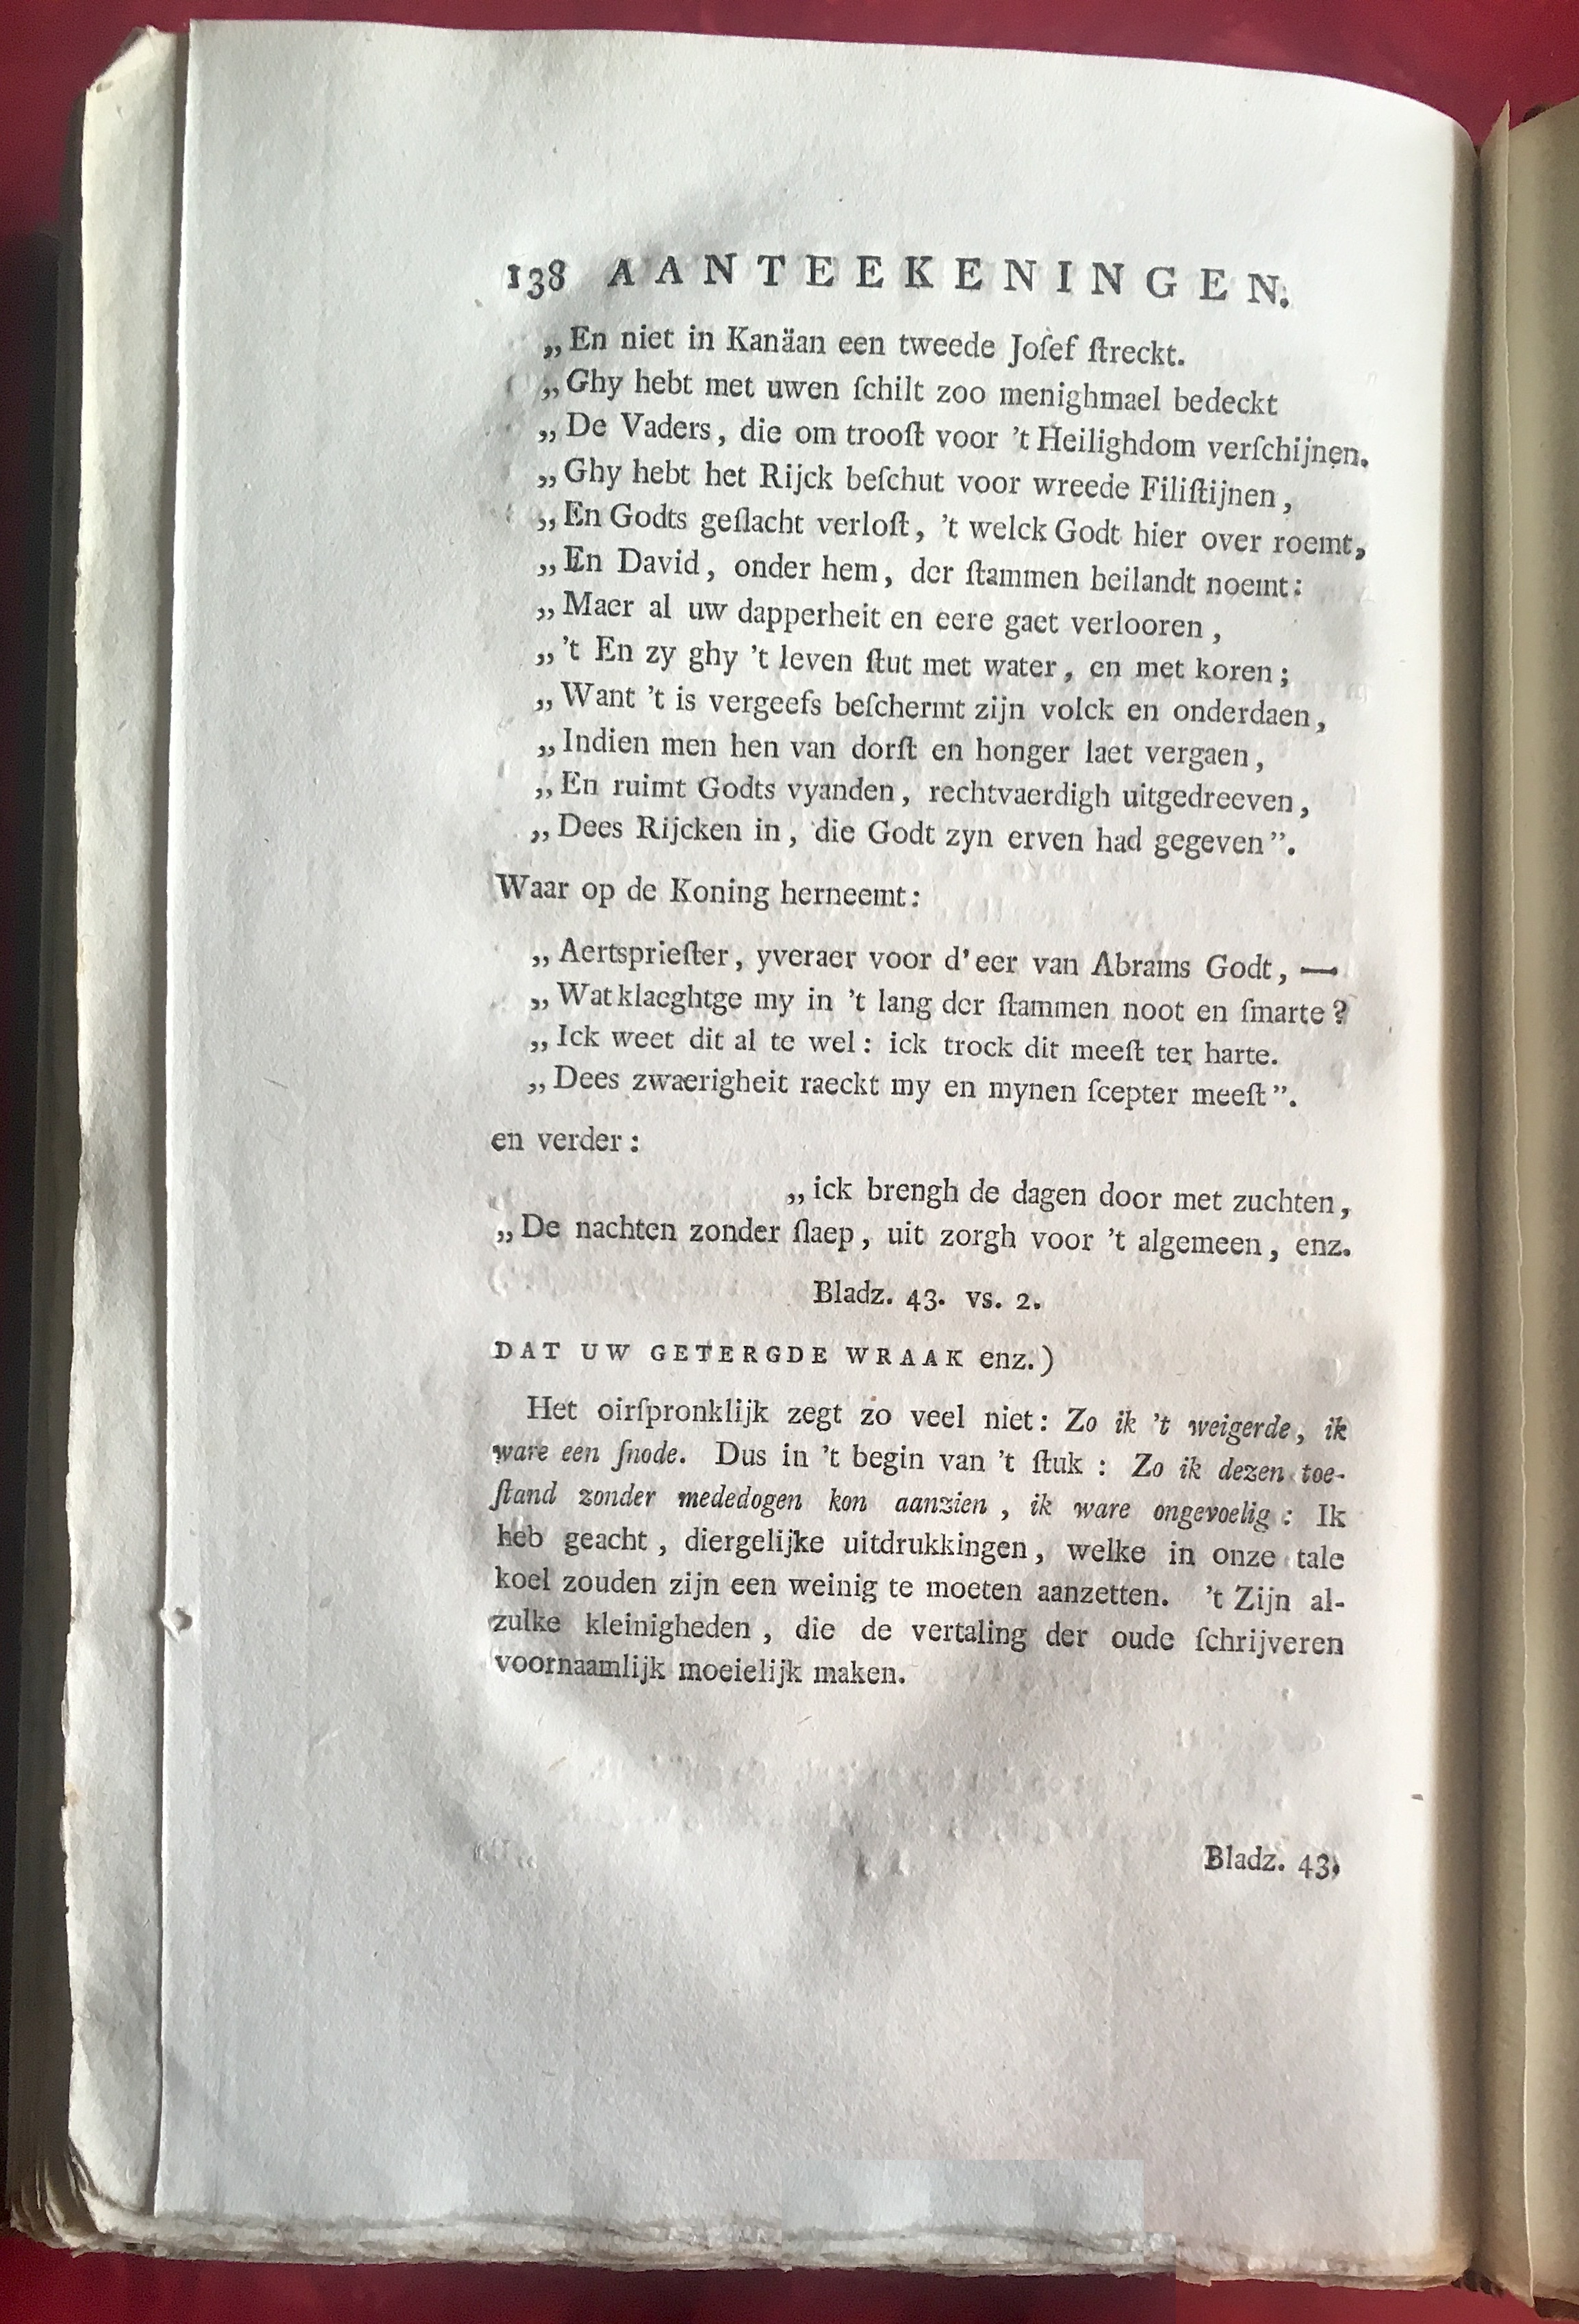 138 AANTEEKENINGEN.
„En niet in Kanäan een tweede Joſef ſtreckt.
„Ghy hebt met uwen ſchilt zoo menighmael bedeckt
„De Vaders, die om trooſt voor 't Heilighdom verſchijnen.
„Ghy hebt het Rijck beſchut voor wreede Filiſtijnen,
„En Godts geſlacht verloſt, 't welck Godt hier over roemt,
„En David, onder hem, der ſtammen heilandt noemt:
„Maer al uw dapperheit en eere gaet verlooren,
„'t En zy ghy 't leven ſtut met water, en met koren;
„Want 't is vergeefs beſchermt zijn volck en onderdaen,
„Indien men hen van dorſt en honger laet vergaen,
„En ruimt Godts vyanden, rechtvaerdigh uitgedreeven,
„Dees Rijcken in, die Godt zyn erven had gegeven”.
Waar op de Koning herneemt:
„Aertsprieſter, yveraer voor d'eer van Abrams Godt, —
„Wat klaeghtge my in 't lang der ſtammen noot en ſmarte?
„Ick weet dit al te wel: ick trock dit meeſt ter harte.
„Dees zwaerigheit raeckt my en mynen ſcepter meeſt”.
en verder:
„ick brengh de dagen door met zuchten,
„De nachten zonder ſlaep, uit zorgh voor 't algemeen, enz.
Bladz. 43. vs. 2.
DAT UW GETERGDE WRAAK enz.)
Het oirſpronklijk zegt zo veel niet: Zo ik 't weigerde, ik
ware een ſnode. Dus in 't begin van 't ſtuk: Zo ik dezen toe-
ſtand zonder mededogen kon aanzien, ik ware ongevoelig: Ik
heb geacht, diergelijke uitdrukkingen, welke in onze tale
koel zouden zijn een weinig te moeten aanzetten. 't Zijn al-
zulke kleinigheden, die de vertaling der oude ſchrijveren
voornaamlijk moeielijk maken.
Bladz. 43.